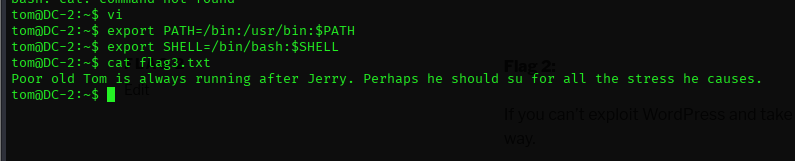 bash: cat: command not found
tom@DC-2:~$ vi
tom@DC-2:~$ export PATH=/bin:/usr/bin:$PATH
tom@DC-2:~$ export SHELL=/bin/bash:$SHELL
tom@DC-2:~$ cat flag3.txt
Flag 2:
Poor old Tom is always running after Jerry. Perhaps he should su for all the stress he causes.
tom@DC-2:~$
Edit
If you can't exploit WordPress and take
way.